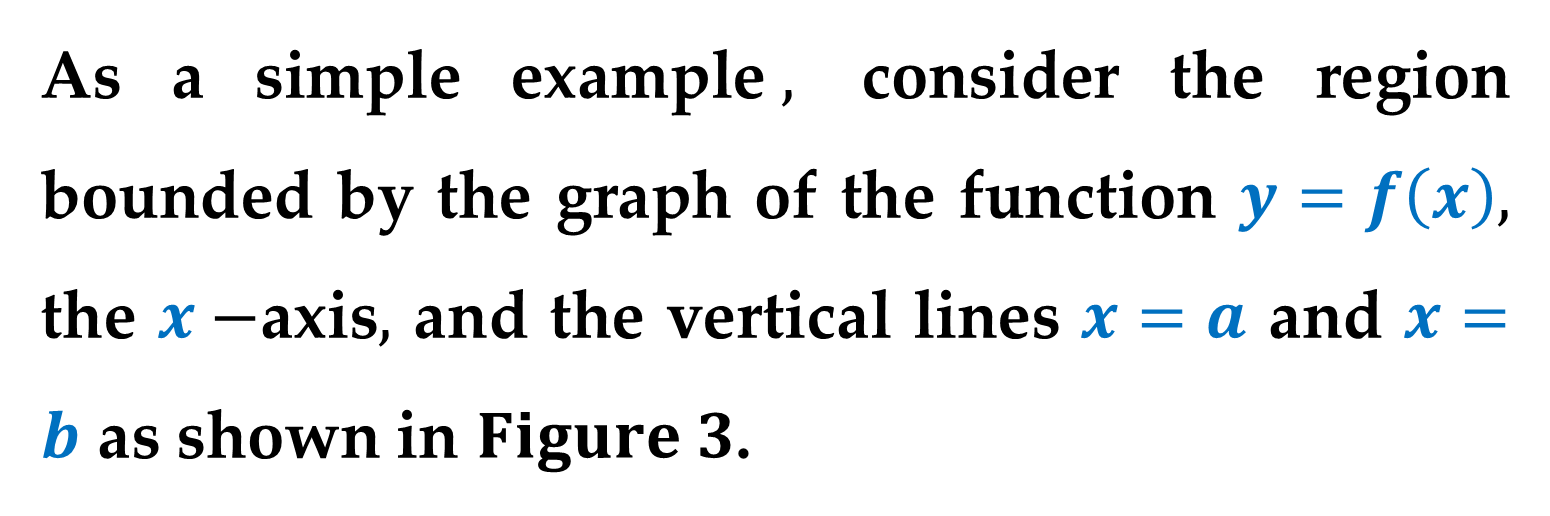 As a simple example, consider the region
bounded by the graph of the function y = f(x),
the x −axis, and the vertical lines x = a and x =
b as shown in Figure 3.